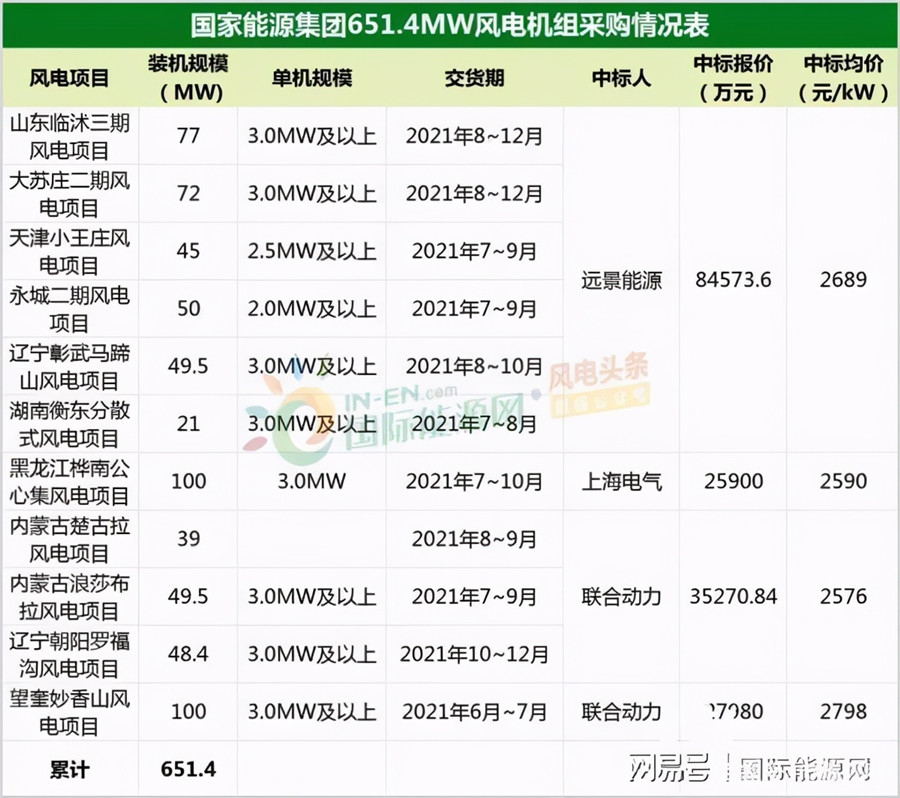 国家能源集团651.4MW风电机组采购情况表
风电项目 装机规模（MW） 单机规模 交货期 中标人 中标报价（万元） 中标均价（元/kW）
山东临沭三期风电项目 77 3.0MW及以上 2021年8~12月
大苏庄二期风电项目 72 3.0MW及以上 2021年8~12月
天津小王庄风电项目 45 2.5MW及以上 2021年7~9月
远景能源 84573.6 2689
永城二期风电项目 50 2.0MW及以上 2021年7~9月
辽宁彰武马蹄山风电项目 49.5 3.0MW及以上 2021年8~10月
湖南衡东分散式风电项目 21 3.0MW及以上 2021年7~8月
黑龙江桦南公心集风电项目 100 3.0MW 2021年7~10月 上海电气 25900 2590
内蒙古楚古拉风电项目 39 2021年8~9月
内蒙古浪莎布拉风电项目 49.5 3.0MW及以上 2021年7~9月 联合动力 35270.84 2576
辽宁朝阳罗福沟风电项目 48.4 3.0MW及以上 2021年10~12月
望奎妙香山风电项目 100 3.0MW及以上 2021年6月~7月 联合动力 27980 2798
累计 651.4
IN-EN.com
国际能源网
风电头条
网易号 | 国际能源网